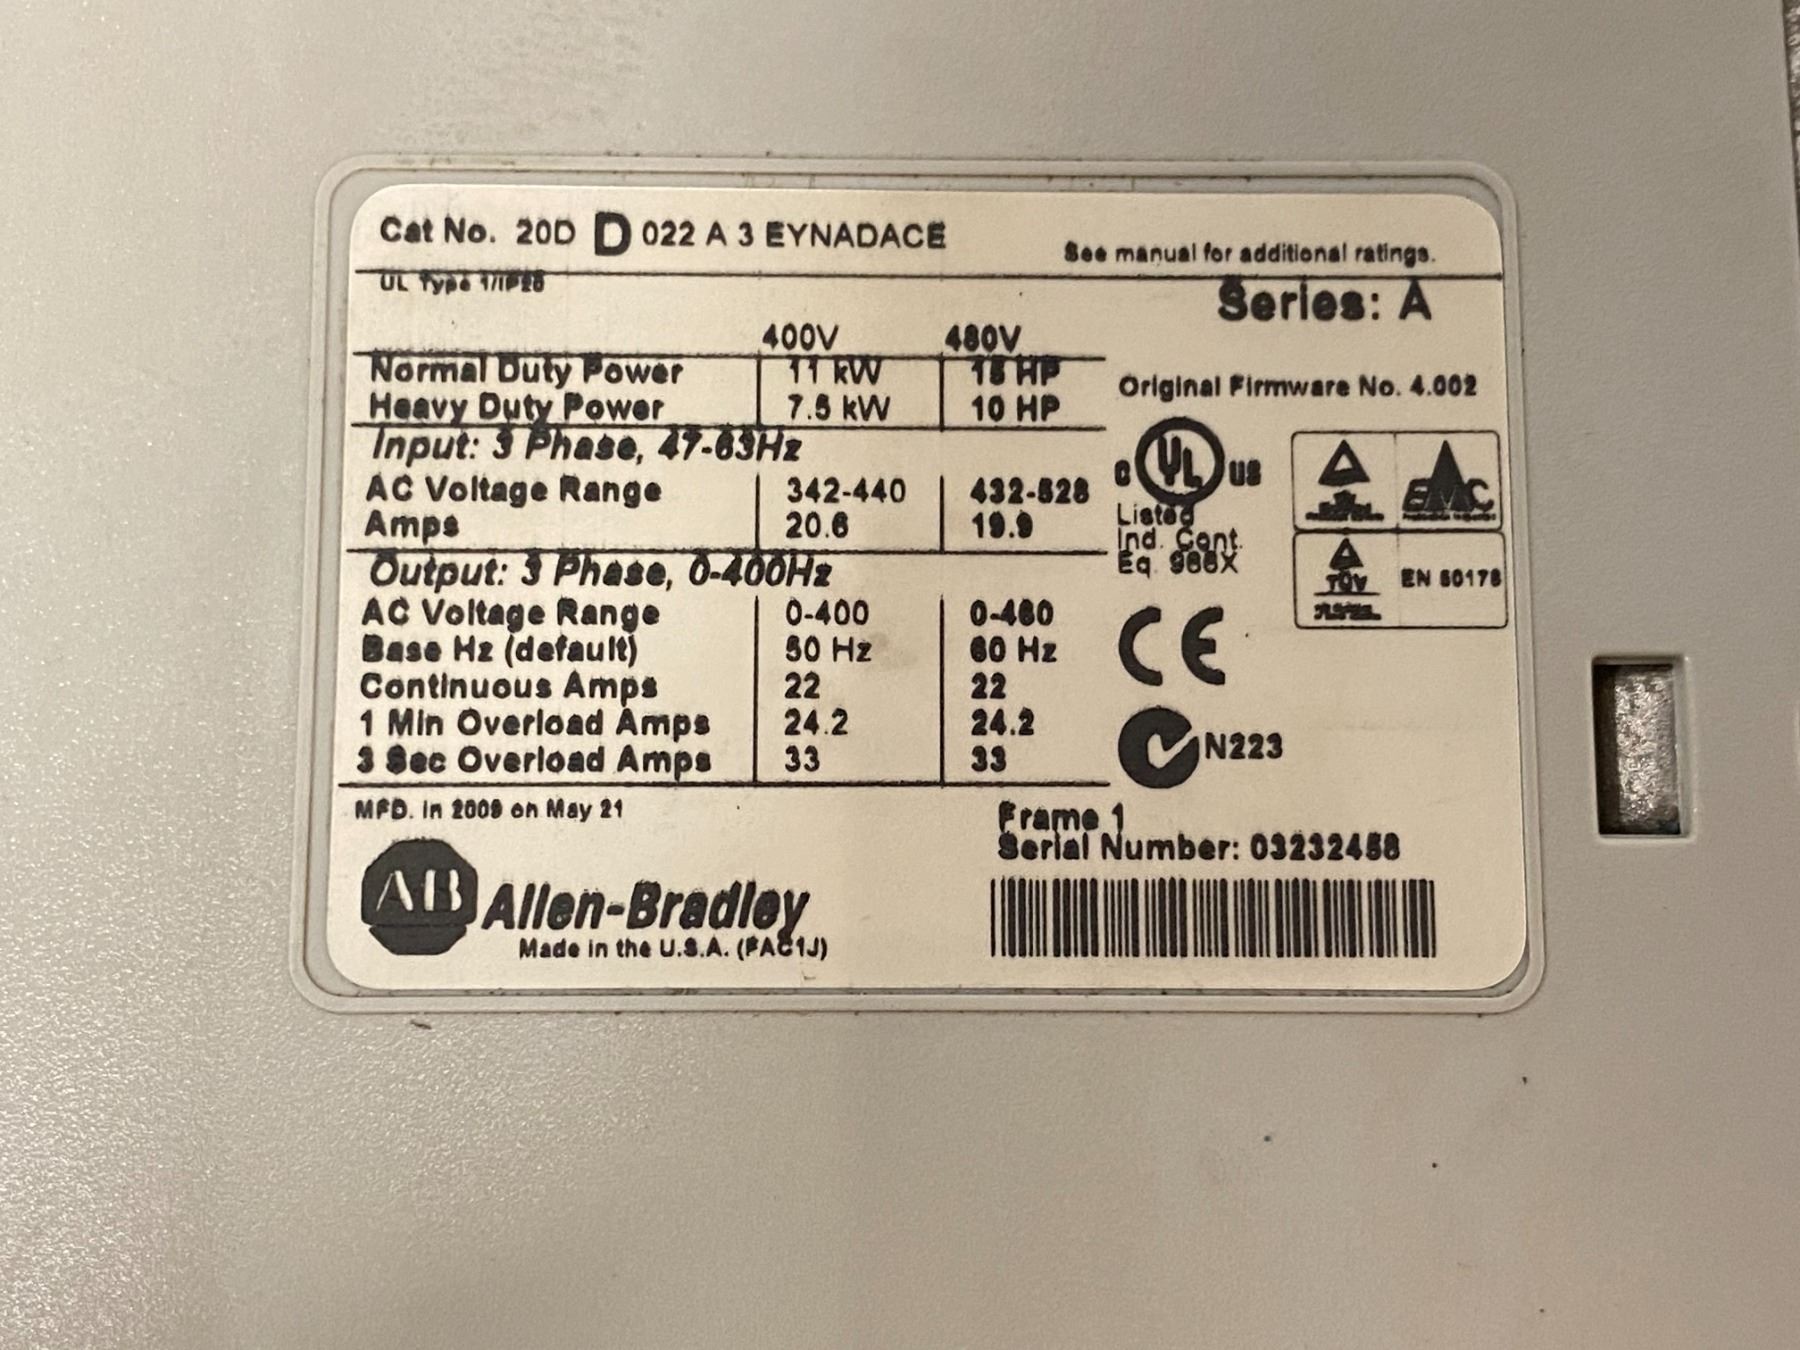 Cat No. 20D D 022 A 3 EYNADACE
See manual for additional ratings.
UL Type 1/IP20
Series: A
400V 480V
Normal Duty Power 11 kW 15 HP
Heavy Duty Power 7.5 kW 10 HP
Original Firmware No. 4.002
Input: 3 Phase, 47-63Hz
AC Voltage Range 342-440 432-528
Amps 20.6 19.9
C UL US
Listed
Ind. Cont.
Eq. 966X
EMC
Output: 3 Phase, 0-400Hz
TÜV
EN 50178
AC Voltage Range 0-400 0-460
Base Hz (default) 50 Hz 60 Hz
Continuous Amps 22 22
1 Min Overload Amps 24.2 24.2
3 Sec Overload Amps 33 33
CE
N223
MFD. in 2009 on May 21
Frame 1
Serial Number: 03232458
AB Allen-Bradley
Made in the U.S.A. (FAC1J)